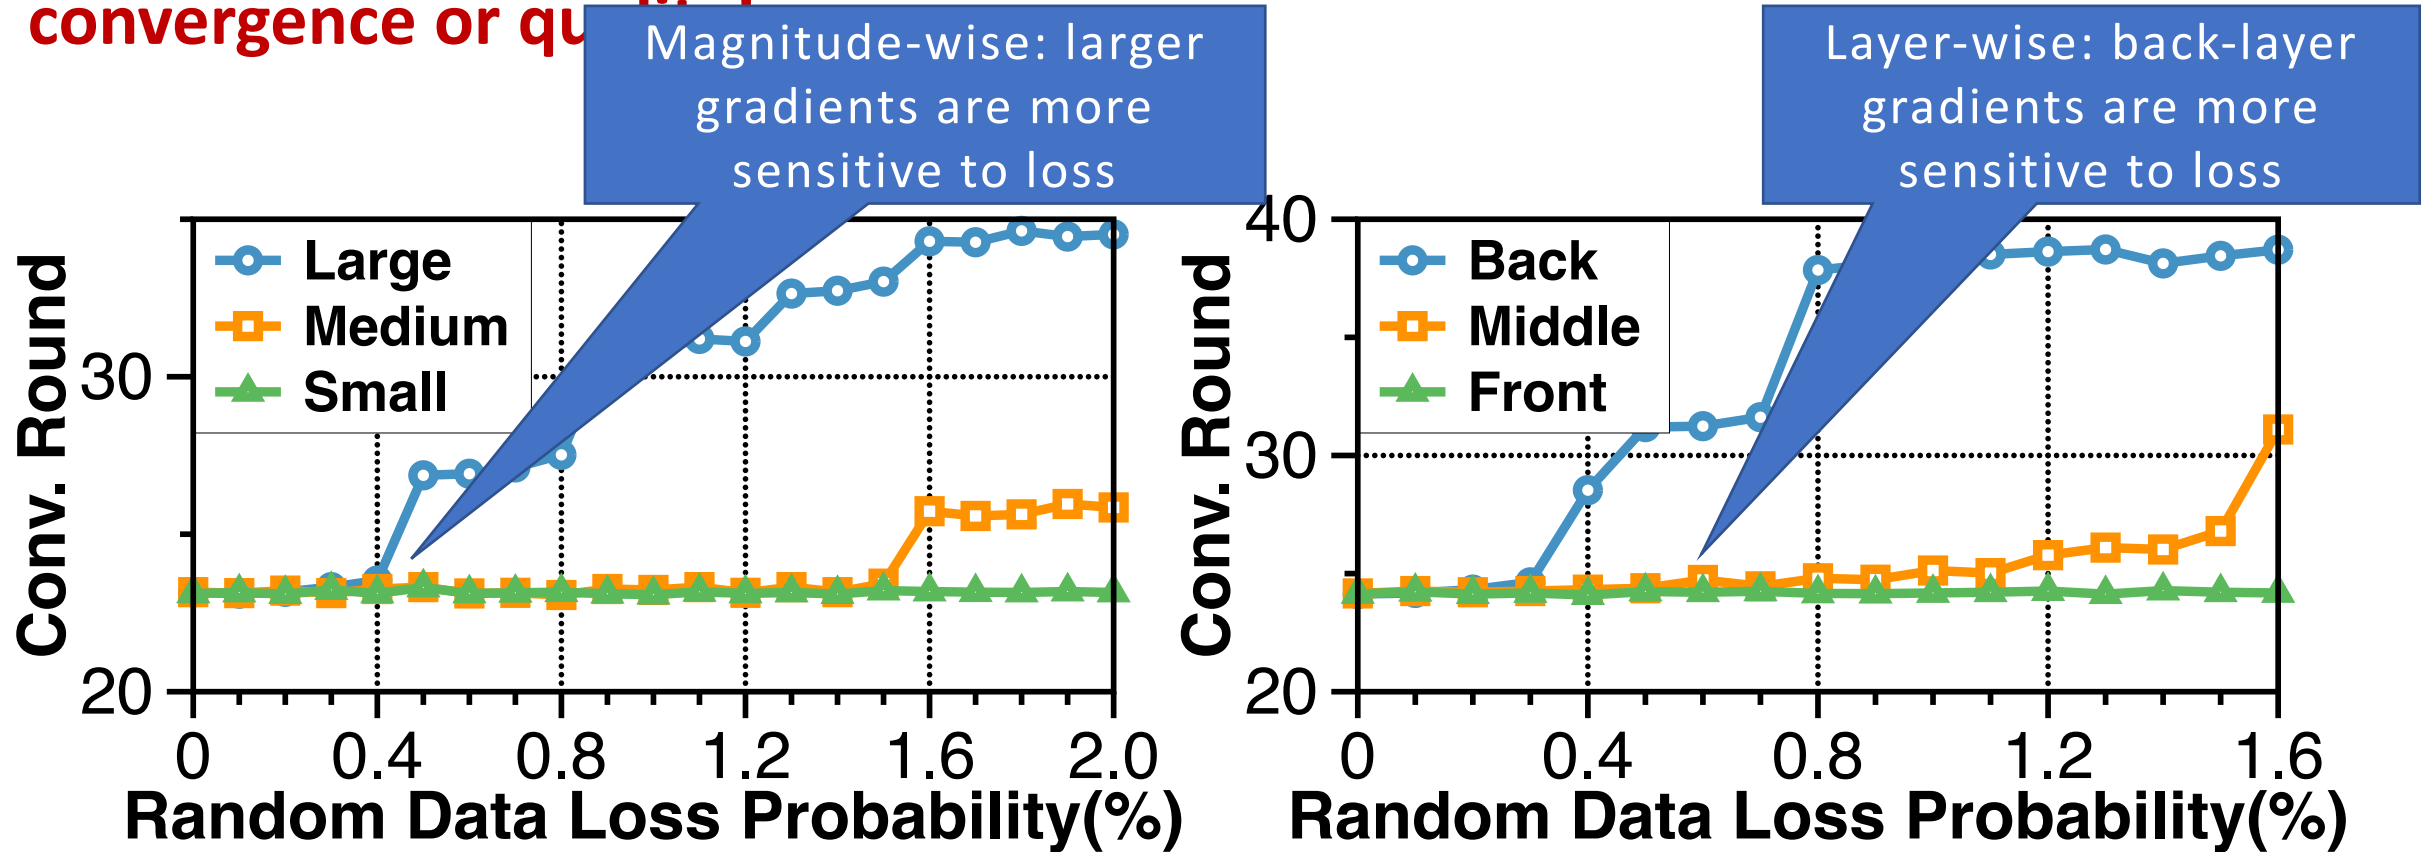 convergence or
Magnitude-wise: larger
gradients are more
sensitive to loss
Layer-wise: back-layer
gradients are more
sensitive to loss
Large
Medium
Small
Conv. Round
30
20
0 0.4 0.8 1.2 1.6 2.0
Random Data Loss Probability(%)
Back
Middle
Front
Conv. Round
40
30
20
0 0.4 0.8 1.2 1.6
Random Data Loss Probability(%)